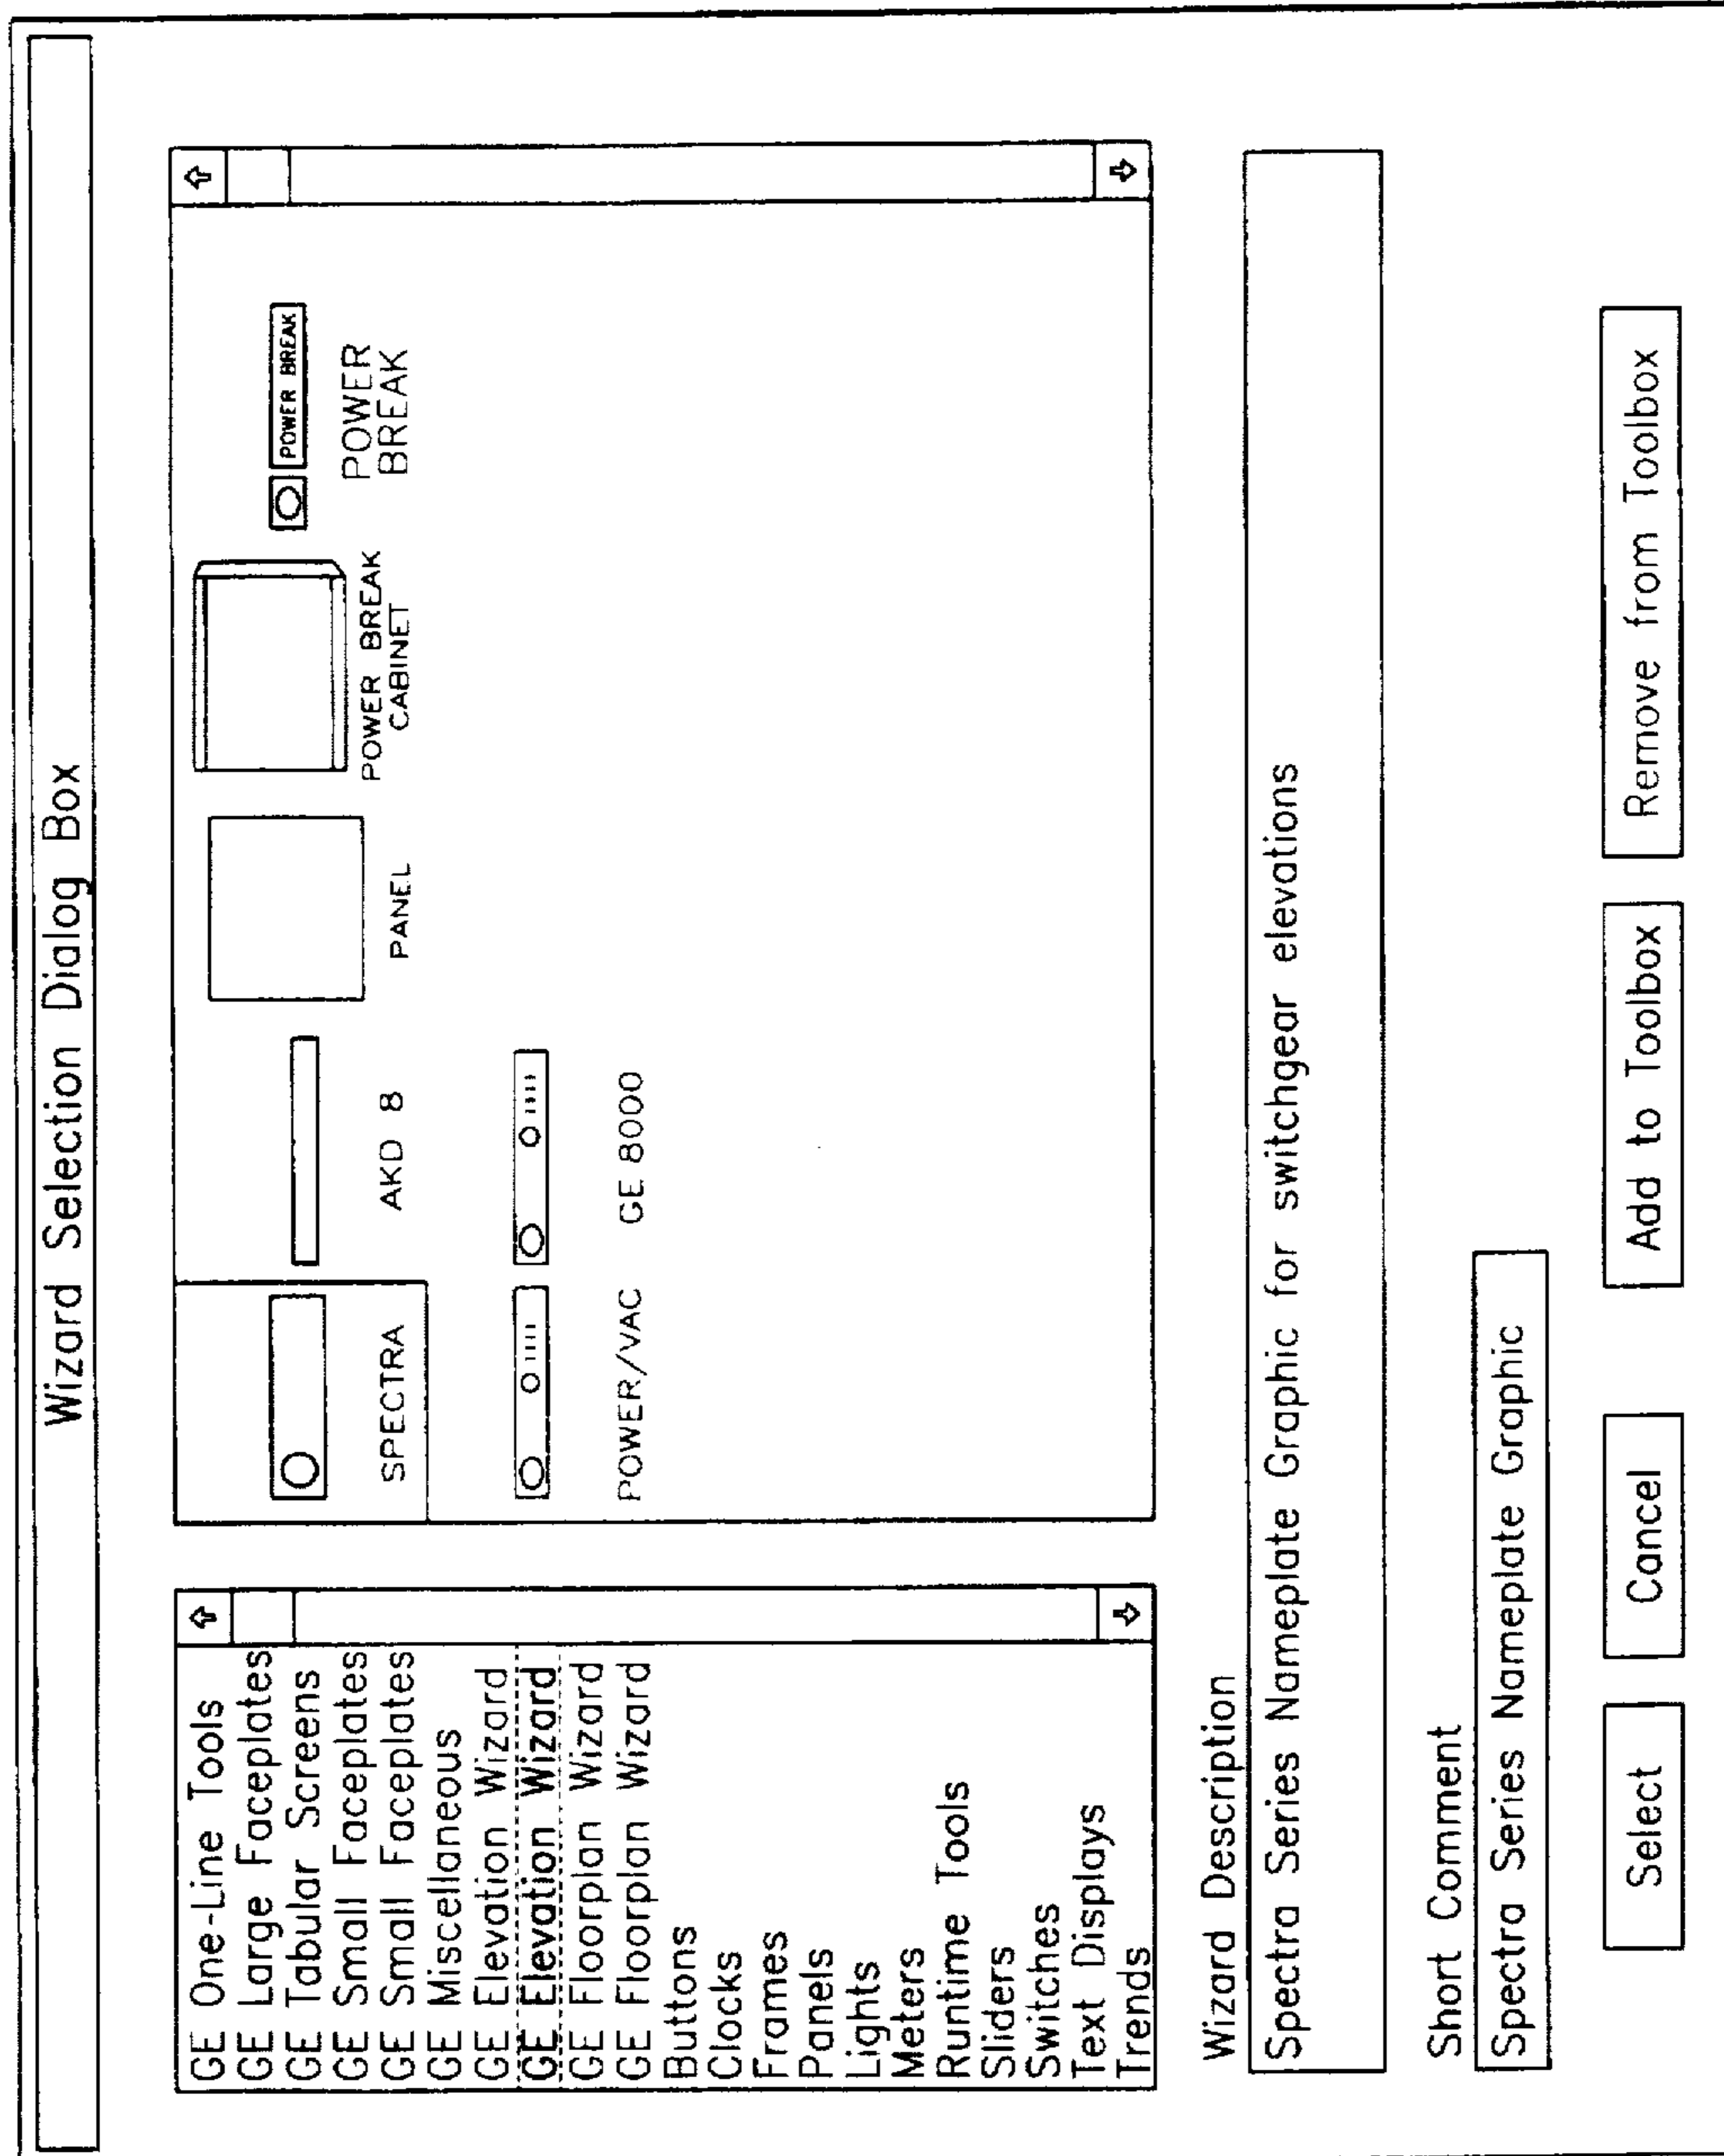 Wizard Selection Dialog Box
GE One-Line Tools
GE Large Faceplates
GE Tabular Screens
GE Small Faceplates
GE Small Faceplates
GE Miscellaneous
GE Elevation Wizard
GE Elevation Wizard
GE Floorplan Wizard
GE Floorplan Wizard
Buttons
Clocks
Frames
Panels
Lights
Meters
Runtime Tools
Sliders
Switches
Text Displays
Trends
SPECTRA
AKD 8
PANEL
POWER BREAK
CABINET
POWER BREAK
POWER
BREAK
POWER/VAC
GE 8000
Wizard Description
Spectra Series Nameplate Graphic for switchgear elevations
Short Comment
Spectra Series Nameplate Graphic
Select
Cancel
Add to Toolbox
Remove from Toolbox